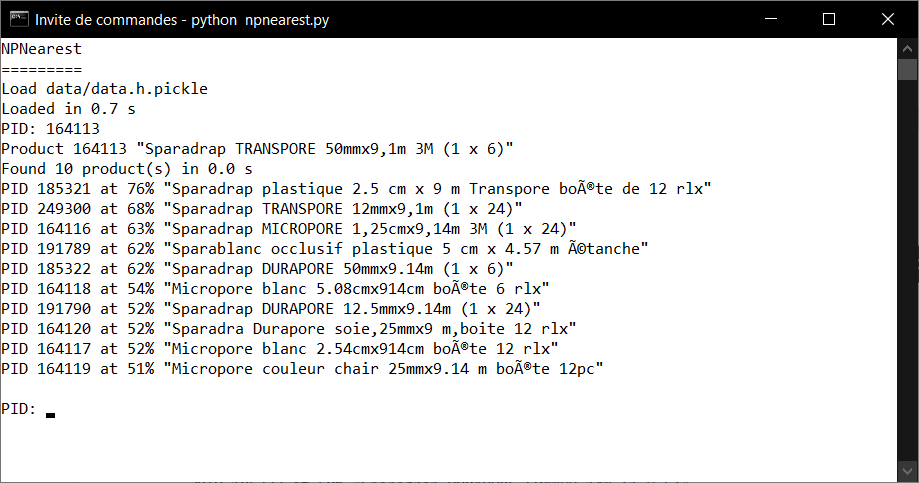 Invite de commandes - python  npnearest.py
NPNearest
=========
Load data/data.h.pickle
Loaded in 0.7 s
PID: 164113
Product 164113 "Sparadrap TRANSPORE 50mmx9,1m 3M (1 x 6)"
Found 10 product(s) in 0.0 s
PID 185321 at 76% "Sparadrap plastique 2.5 cm x 9 m Transpore boÃ®te de 12 rlx"
PID 249300 at 68% "Sparadrap TRANSPORE 12mmx9,1m (1 x 24)"
PID 164116 at 63% "Sparadrap MICROPORE 1,25cmx9,14m 3M (1 x 24)"
PID 191789 at 62% "Sparablanc occlusif plastique 5 cm x 4.57 m Ã©tanche"
PID 185322 at 62% "Sparadrap DURAPORE 50mmx9.14m (1 x 6)"
PID 164118 at 54% "Micropore blanc 5.08cmx914cm boÃ®te 6 rlx"
PID 191790 at 52% "Sparadrap DURAPORE 12.5mmx9.14m (1 x 24)"
PID 164120 at 52% "Sparadra Durapore soie,25mmx9 m,boite 12 rlx"
PID 164117 at 52% "Micropore blanc 2.54cmx914cm boÃ®te 12 rlx"
PID 164119 at 51% "Micropore couleur chair 25mmx9.14 m boÃ®te 12pc"
PID: